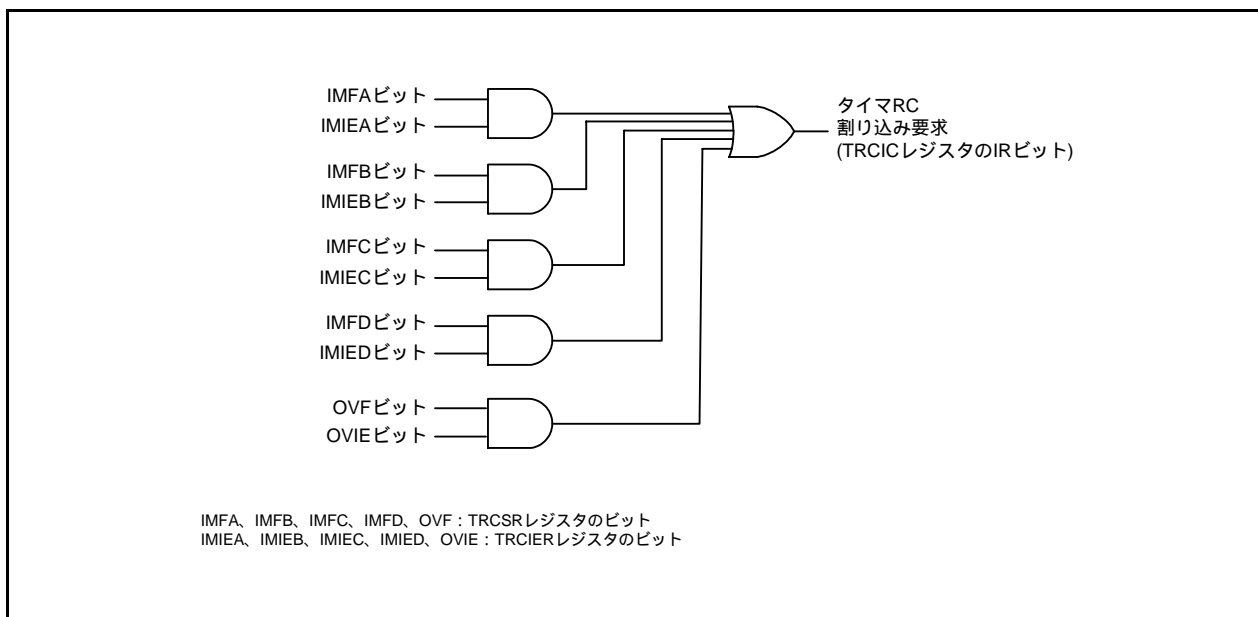 IMFAビット
IMIEAビット
IMFBビット
IMIEBビット
IMFCビット
IMIECビット
IMFDビット
IMIEDビット
OVFビット
OVIEビット
タイマRC
割り込み要求
(TRCICレジスタのIRビット)
IMFA、IMFB、IMFC、IMFD、OVF：TRCSRレジスタのビット
IMIEA、IMIEB、IMIEC、IMIED、OVIE：TRCIERレジスタのビット